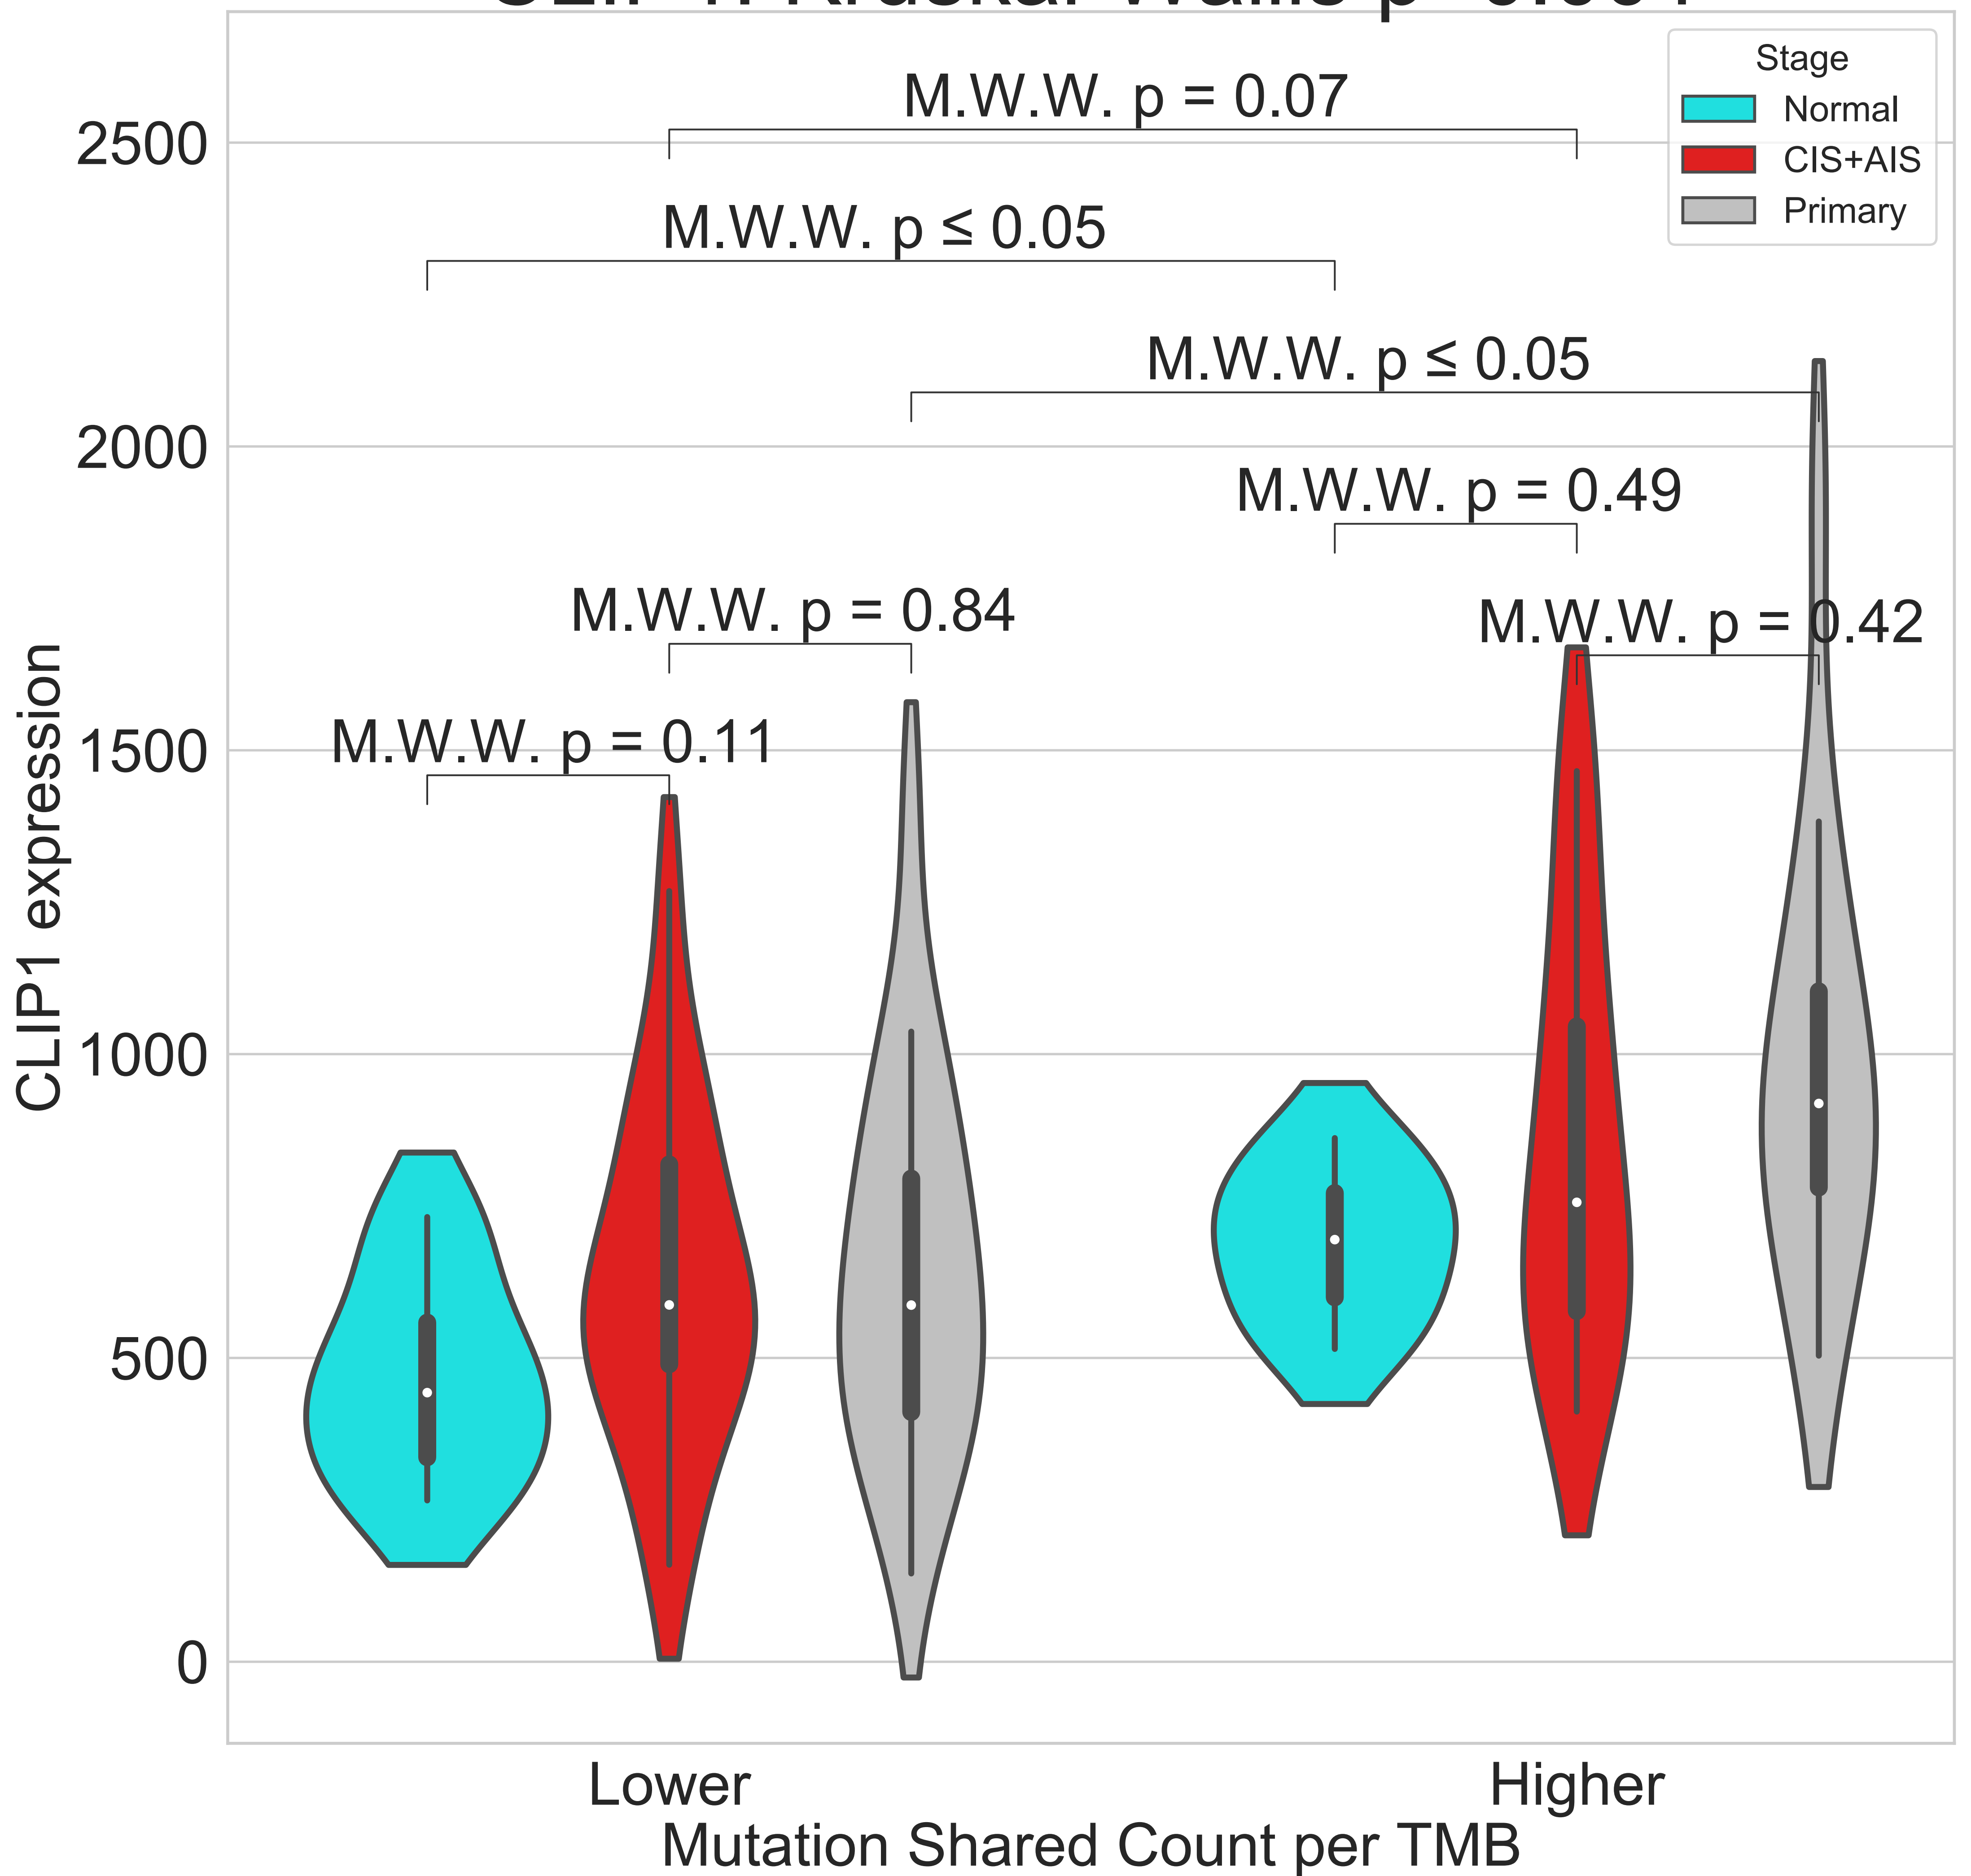 Stage
Normal
CIS+AIS
Primary
M.W.W. p = 0.07
M.W.W. p ≤ 0.05
M.W.W. p ≤ 0.05
M.W.W. p = 0.49
M.W.W. p = 0.84
M.W.W. p = 0.42
M.W.W. p = 0.11
2500
2000
1500
1000
500
0
CLIP1 expression
Lower
Higher
Mutation Shared Count per TMB